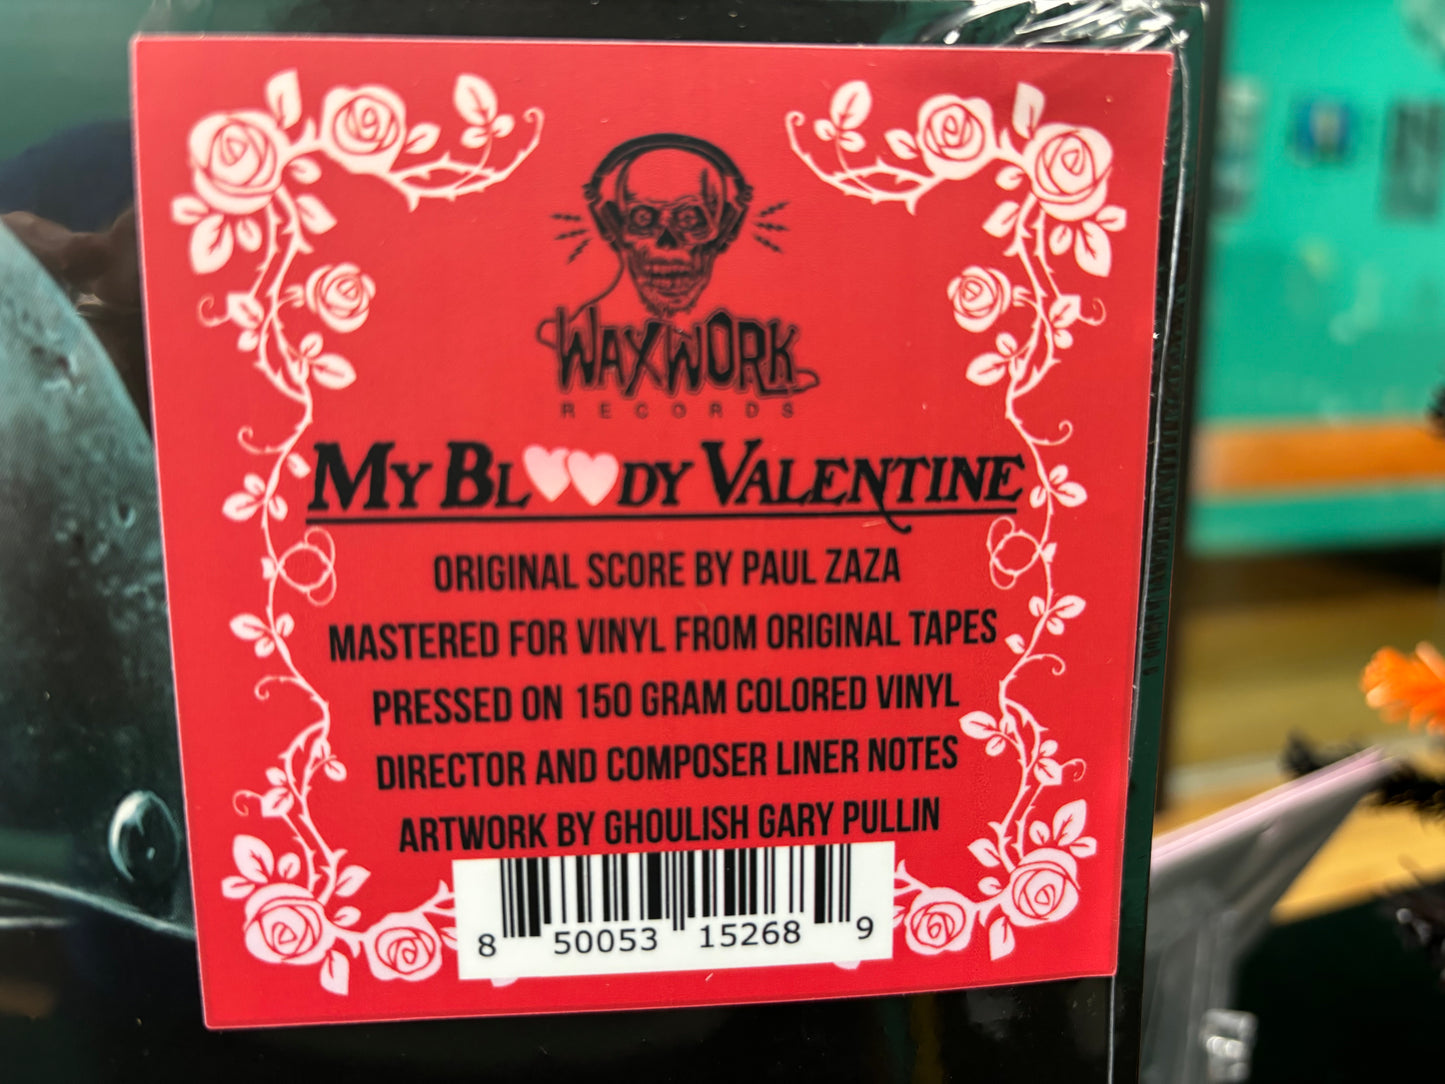 WAXWORK
RECORDS
MY BLOODY VALENTINE
ORIGINAL SCORE BY PAUL ZAZA
MASTERED FOR VINYL FROM ORIGINAL TAPES
PRESSED ON 150 GRAM COLORED VINYL
DIRECTOR AND COMPOSER LINER NOTES
ARTWORK BY GHOULISH GARY PULLIN
8 50053 15268 9